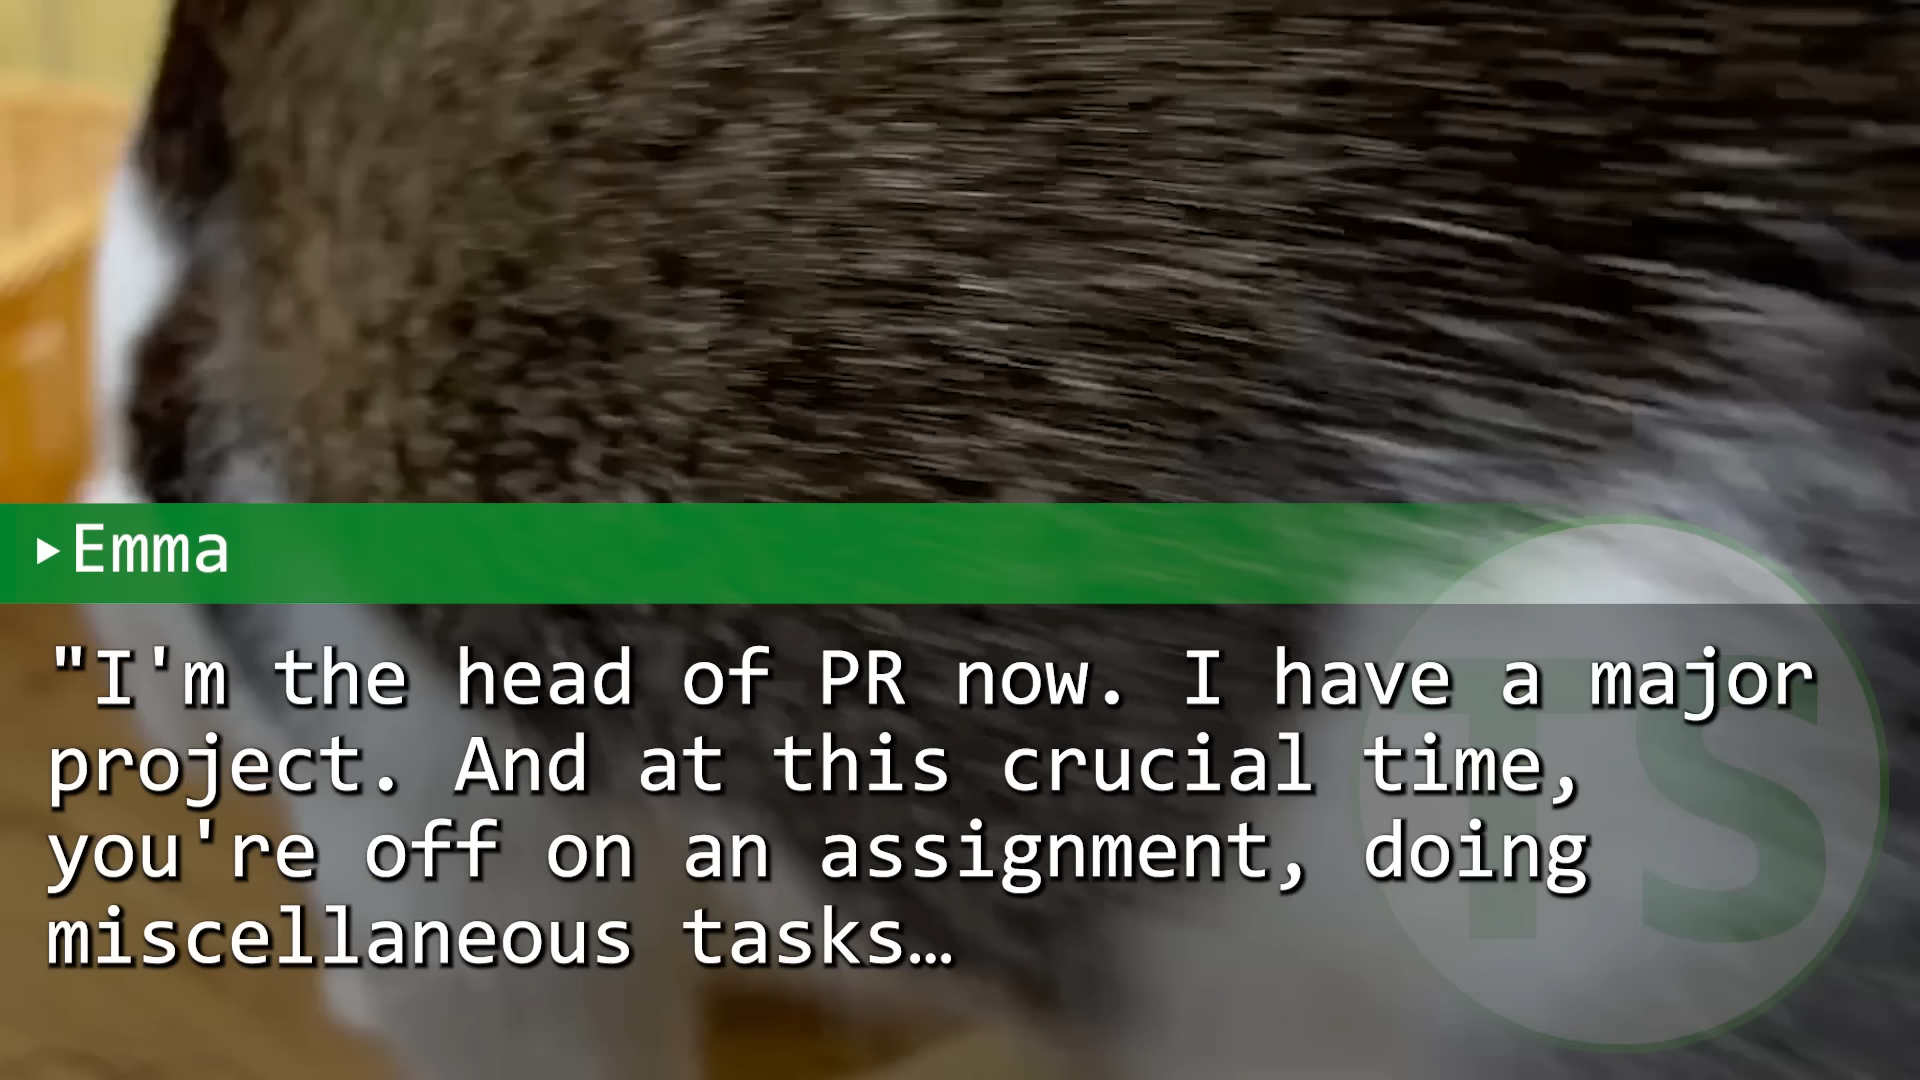 Emma
"I'm the head of PR now. I have a major
project. And at this crucial time,
you're off on an assignment, doing
miscellaneous tasks…
TS